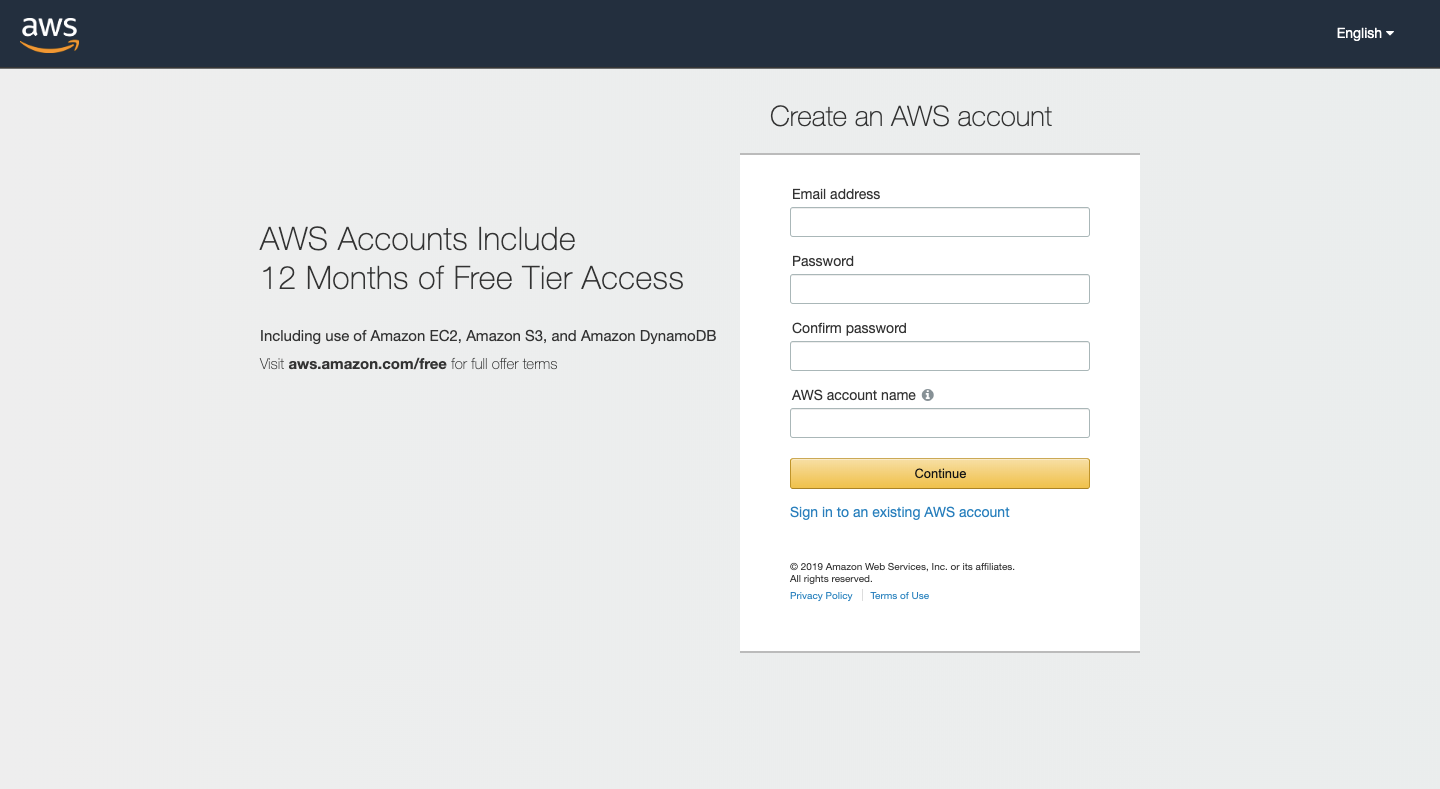 aws
English
Create an AWS account
AWS Accounts Include
12 Months of Free Tier Access
Including use of Amazon EC2, Amazon S3, and Amazon DynamoDB
Visit aws.amazon.com/free for full offer terms
Email address
Password
Confirm password
AWS account name
Continue
Sign in to an existing AWS account
© 2019 Amazon Web Services, Inc. or its affiliates.
All rights reserved.
Privacy Policy | Terms of Use